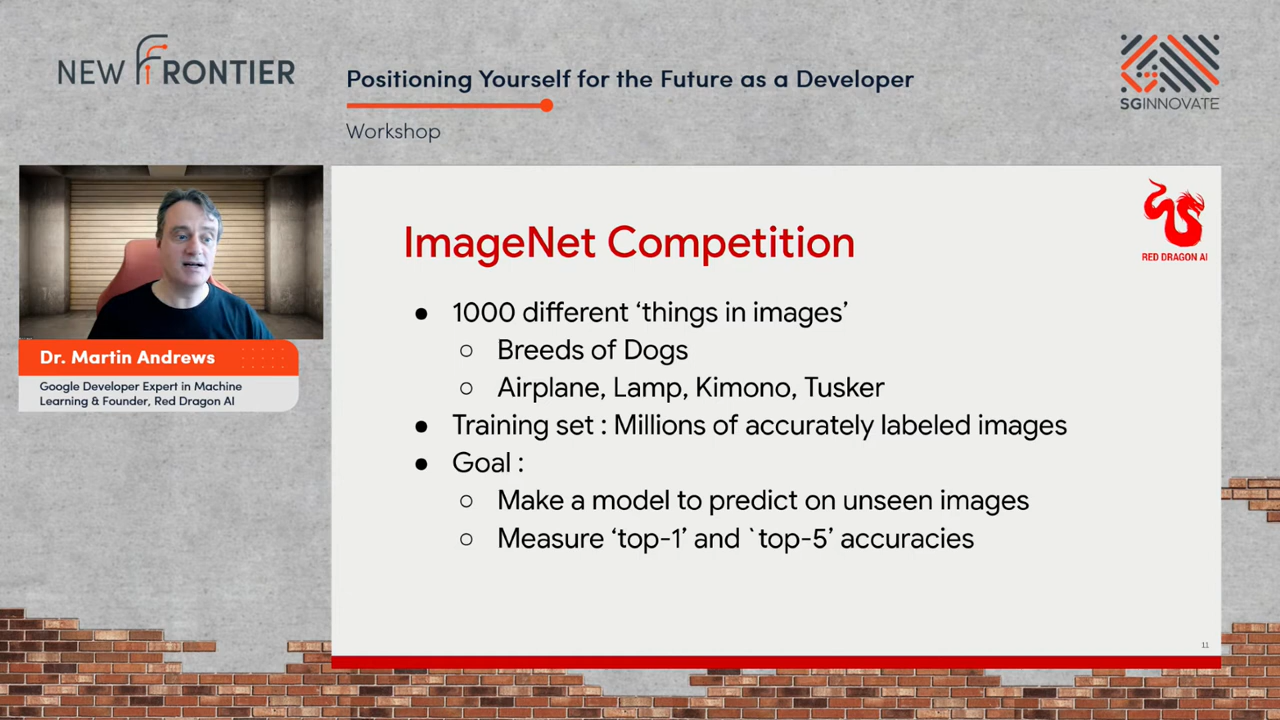 NEW FRONTIER
Positioning Yourself for the Future as a Developer
Workshop
SGINNOVATE
Dr. Martin Andrews
Google Developer Expert in Machine
Learning & Founder, Red Dragon AI
RED DRAGON AI
ImageNet Competition
● 1000 different ‘things in images’
○ Breeds of Dogs
○ Airplane, Lamp, Kimono, Tusker
● Training set : Millions of accurately labeled images
● Goal :
○ Make a model to predict on unseen images
○ Measure ‘top-1’ and `top-5’ accuracies
11